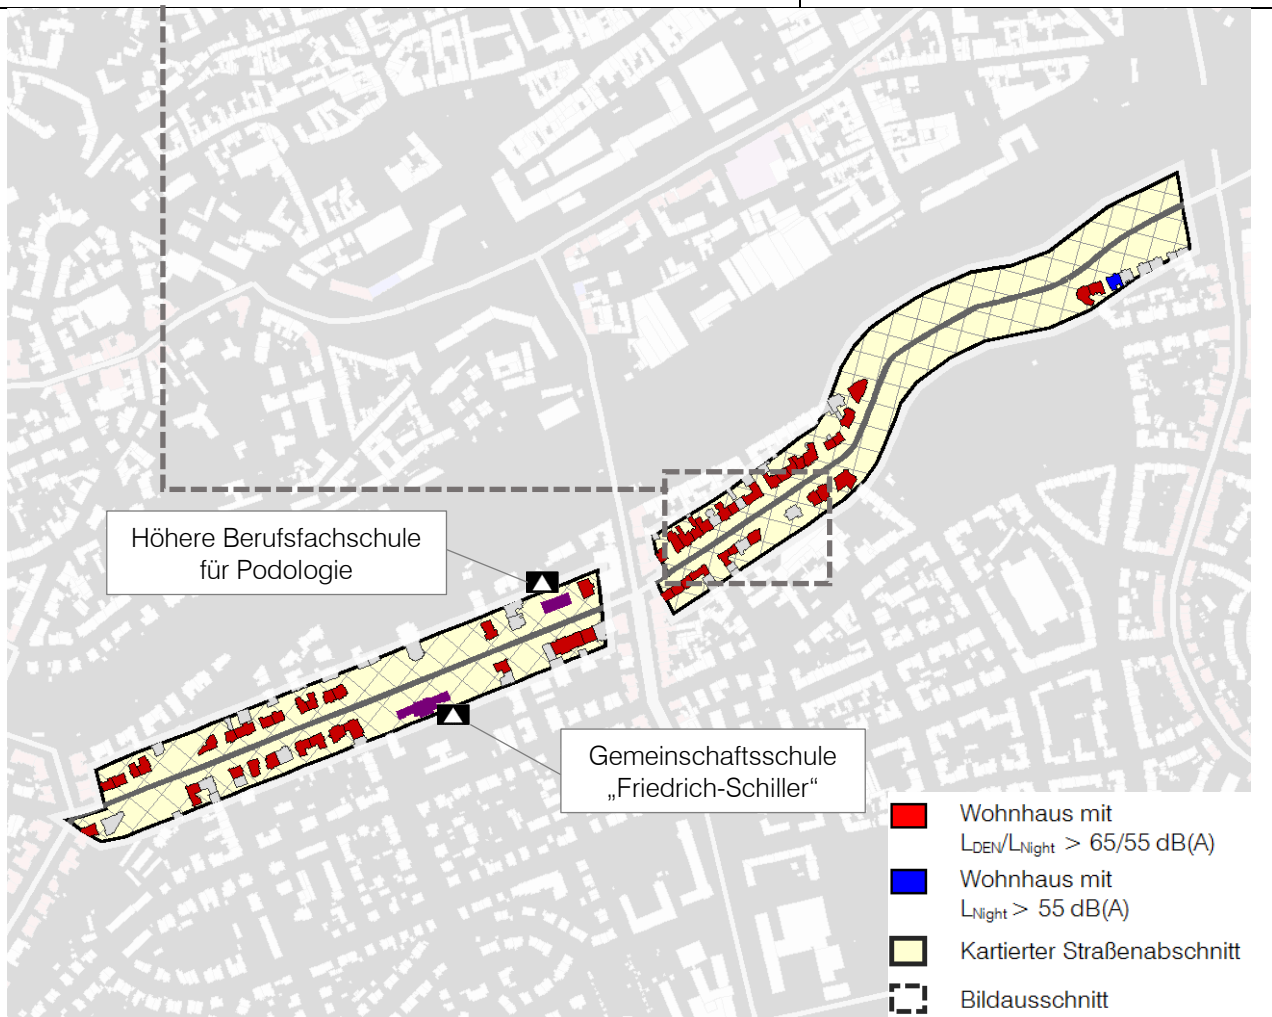 Höhere Berufsfachschule
für Podologie
Gemeinschaftsschule
„Friedrich-Schiller“
Wohnhaus mit
LDEN/LNight > 65/55 dB(A)
Wohnhaus mit
LNight > 55 dB(A)
Kartierter Straßenabschnitt
Bildausschnitt